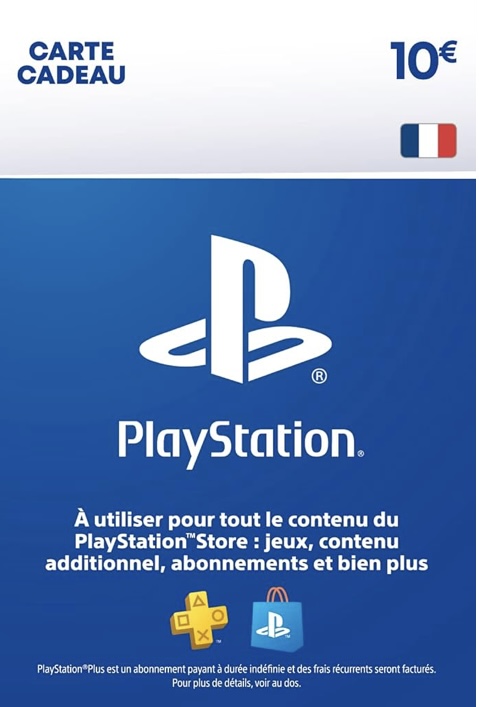 CARTE
CADEAU
10€
®
PlayStation®
À utiliser pour tout le contenu du
PlayStation™Store : jeux, contenu
additionnel, abonnements et bien plus
™
™
PlayStation®Plus est un abonnement payant à durée indéfinie et des frais récurrents seront facturés.
Pour plus de détails, voir au dos.